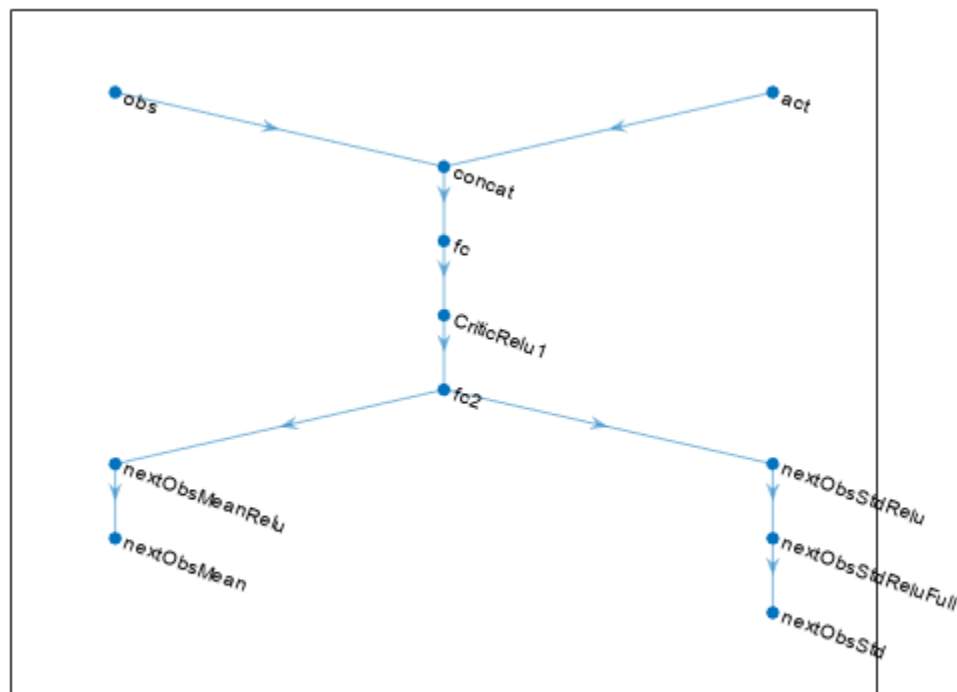 obs
act
concat
fc
CriticRelu1
fc2
nextObsMeanRelu
nextObsStdRelu
nextObsMean
nextObsStdReluFull
nextObsStd